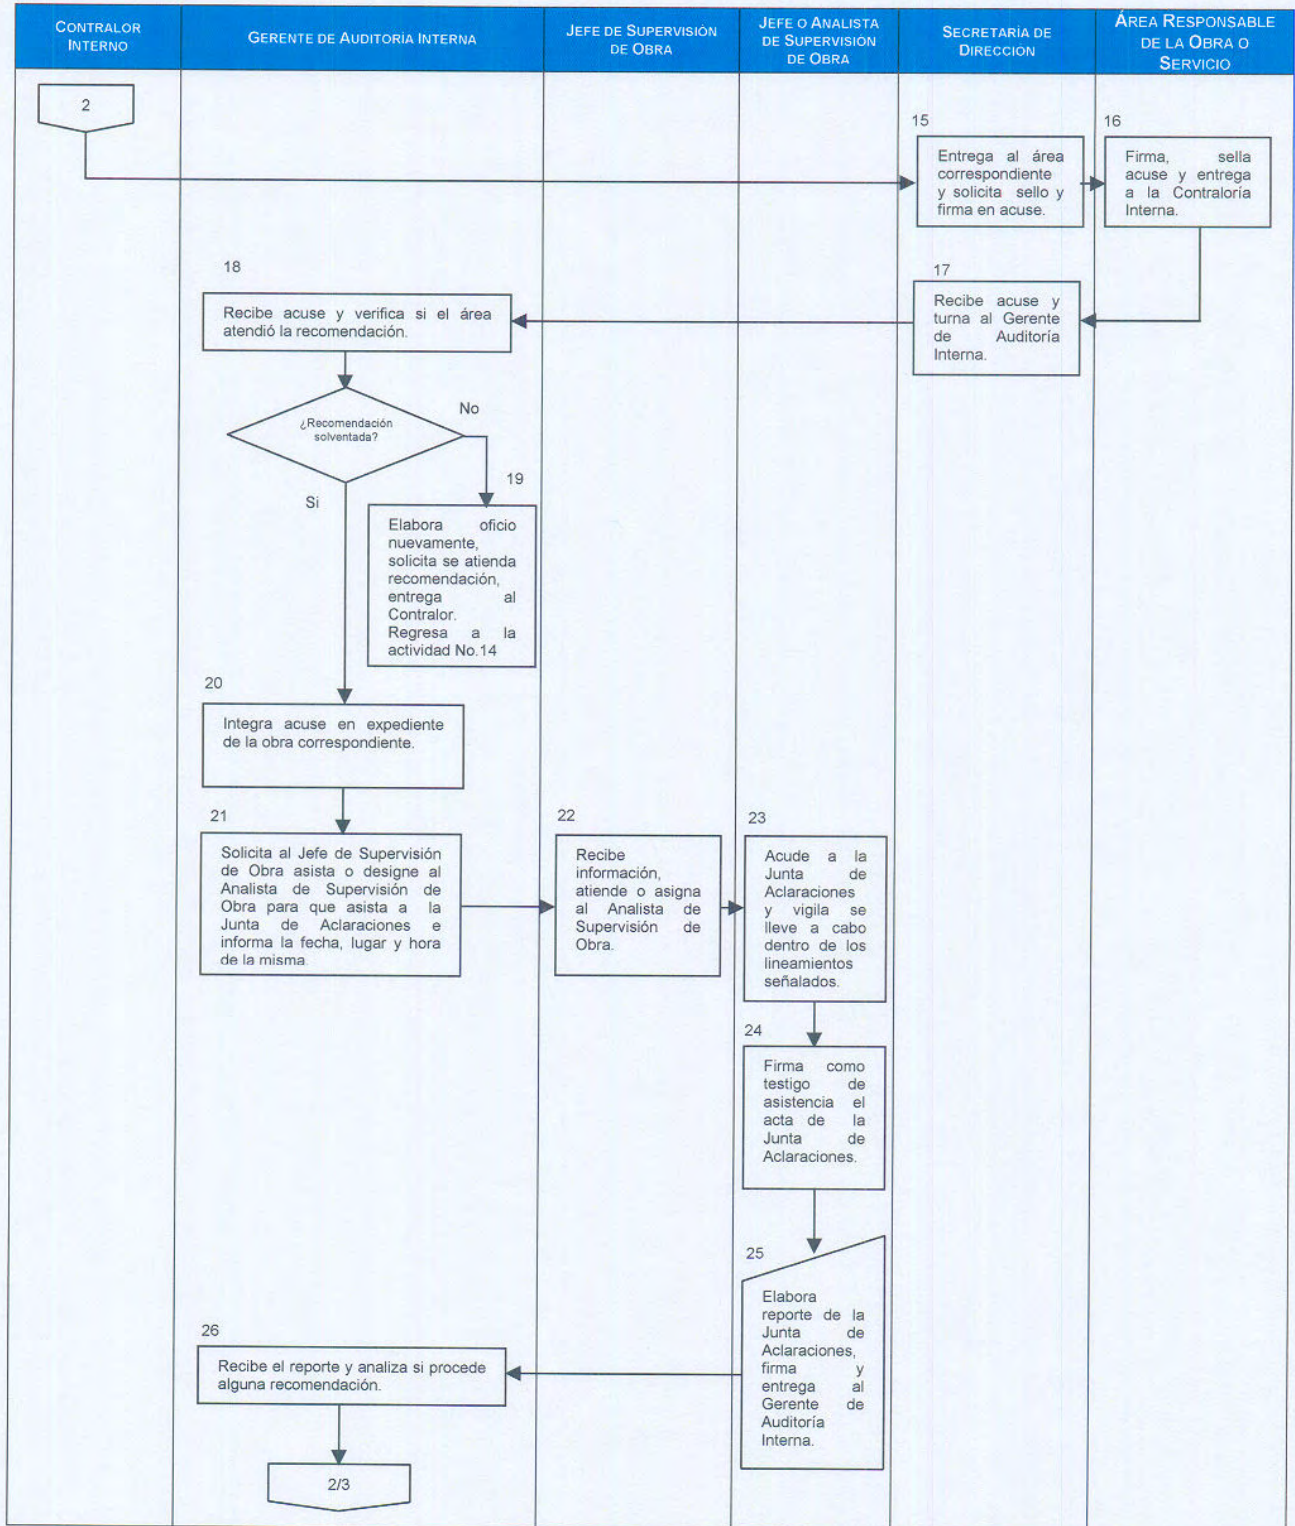 CONTRALOR
INTERNO
GERENTE DE AUDITORÍA INTERNA
JEFE DE SUPERVISIÓN
DE OBRA
JEFE O ANALISTA
DE SUPERVISIÓN
DE OBRA
SECRETARÍA DE
DIRECCIÓN
ÁREA RESPONSABLE
DE LA OBRA O
SERVICIO
2
15
Entrega al área
correspondiente
y solicita sello y
firma en acuse.
16
Firma, sella
acuse y entrega
a la Contraloría
Interna.
17
Recibe acuse y
turna al Gerente
de Auditoría
Interna.
18
Recibe acuse y verifica si el área
atendió la recomendación.
¿Recomendación
solventada?
No
Si
19
Elabora oficio
nuevamente,
solicita se atienda
recomendación,
entrega al
Contralor.
Regresa a la
actividad No.14
20
Integra acuse en expediente
de la obra correspondiente.
21
Solicita al Jefe de Supervisión
de Obra asista o designe al
Analista de Supervisión de
Obra para que asista a la
Junta de Aclaraciones e
informa la fecha, lugar y hora
de la misma.
22
Recibe
información,
atiende o asigna
al Analista de
Supervisión de
Obra.
23
Acude a la
Junta de
Aclaraciones
y vigila se
lleve a cabo
dentro de los
lineamientos
señalados.
24
Firma como
testigo de
asistencia el
acta de la
Junta de
Aclaraciones.
25
Elabora
reporte de la
Junta de
Aclaraciones,
firma y
entrega al
Gerente de
Auditoría
Interna.
26
Recibe el reporte y analiza si procede
alguna recomendación.
2/3